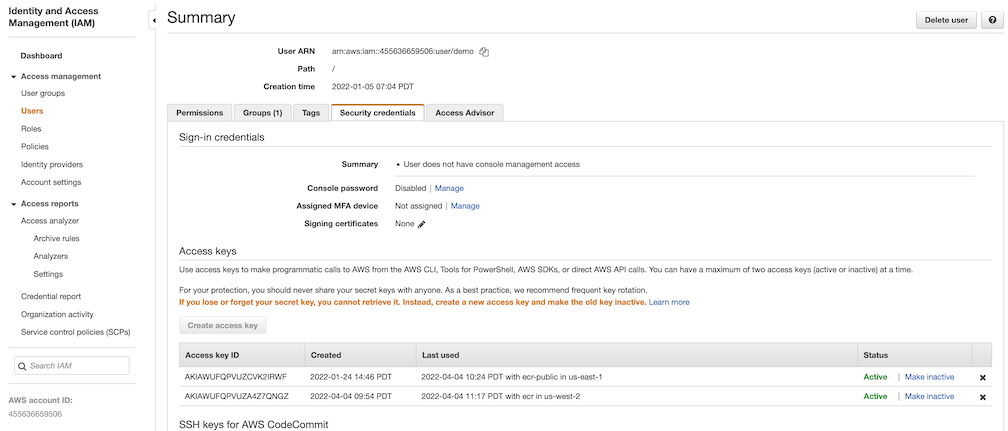 Identity and Access
Management (IAM)
Dashboard
Access management
User groups
Users
Roles
Policies
Identity providers
Account settings
Access reports
Access analyzer
Archive rules
Analyzers
Settings
Credential report
Organization activity
Service control policies (SCPs)
Search IAM
AWS account ID:
455636659506
Summary
Delete user
?
User ARN arn:aws:iam::455636659506:user/demo
Path /
Creation time 2022-01-05 07:04 PDT
Permissions Groups (1) Tags Security credentials Access Advisor
Sign-in credentials
Summary • User does not have console management access
Console password Disabled | Manage
Assigned MFA device Not assigned | Manage
Signing certificates None
Access keys
Use access keys to make programmatic calls to AWS from the AWS CLI, Tools for PowerShell, AWS SDKs, or direct AWS API calls. You can have a maximum of two access keys (active or inactive) at a time.
For your protection, you should never share your secret keys with anyone. As a best practice, we recommend frequent key rotation.
If you lose or forget your secret key, you cannot retrieve it. Instead, create a new access key and make the old key inactive. Learn more
Create access key
Access key ID Created Last used Status
AKIAWUFQPVUZCVK2IRWF 2022-01-24 14:46 PDT 2022-04-04 10:24 PDT with ecr-public in us-east-1 Active | Make inactive
AKIAWUFQPVUZA4Z7QNGZ 2022-04-04 09:54 PDT 2022-04-04 11:17 PDT with ecr in us-west-2 Active | Make inactive
SSH keys for AWS CodeCommit